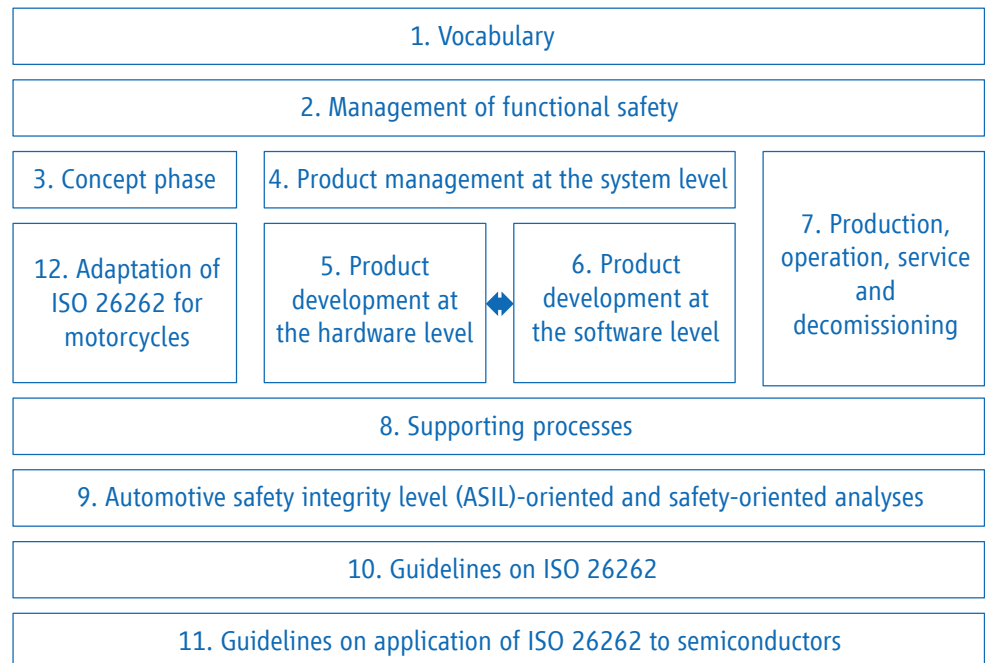 1. Vocabulary
2. Management of functional safety
3. Concept phase
4. Product management at the system level
7. Production,
operation, service
and
decomissioning
12. Adaptation of
ISO 26262 for
motorcycles
5. Product
development at
the hardware level
6. Product
development at
the software level
8. Supporting processes
9. Automotive safety integrity level (ASIL)-oriented and safety-oriented analyses
10. Guidelines on ISO 26262
11. Guidelines on application of ISO 26262 to semiconductors